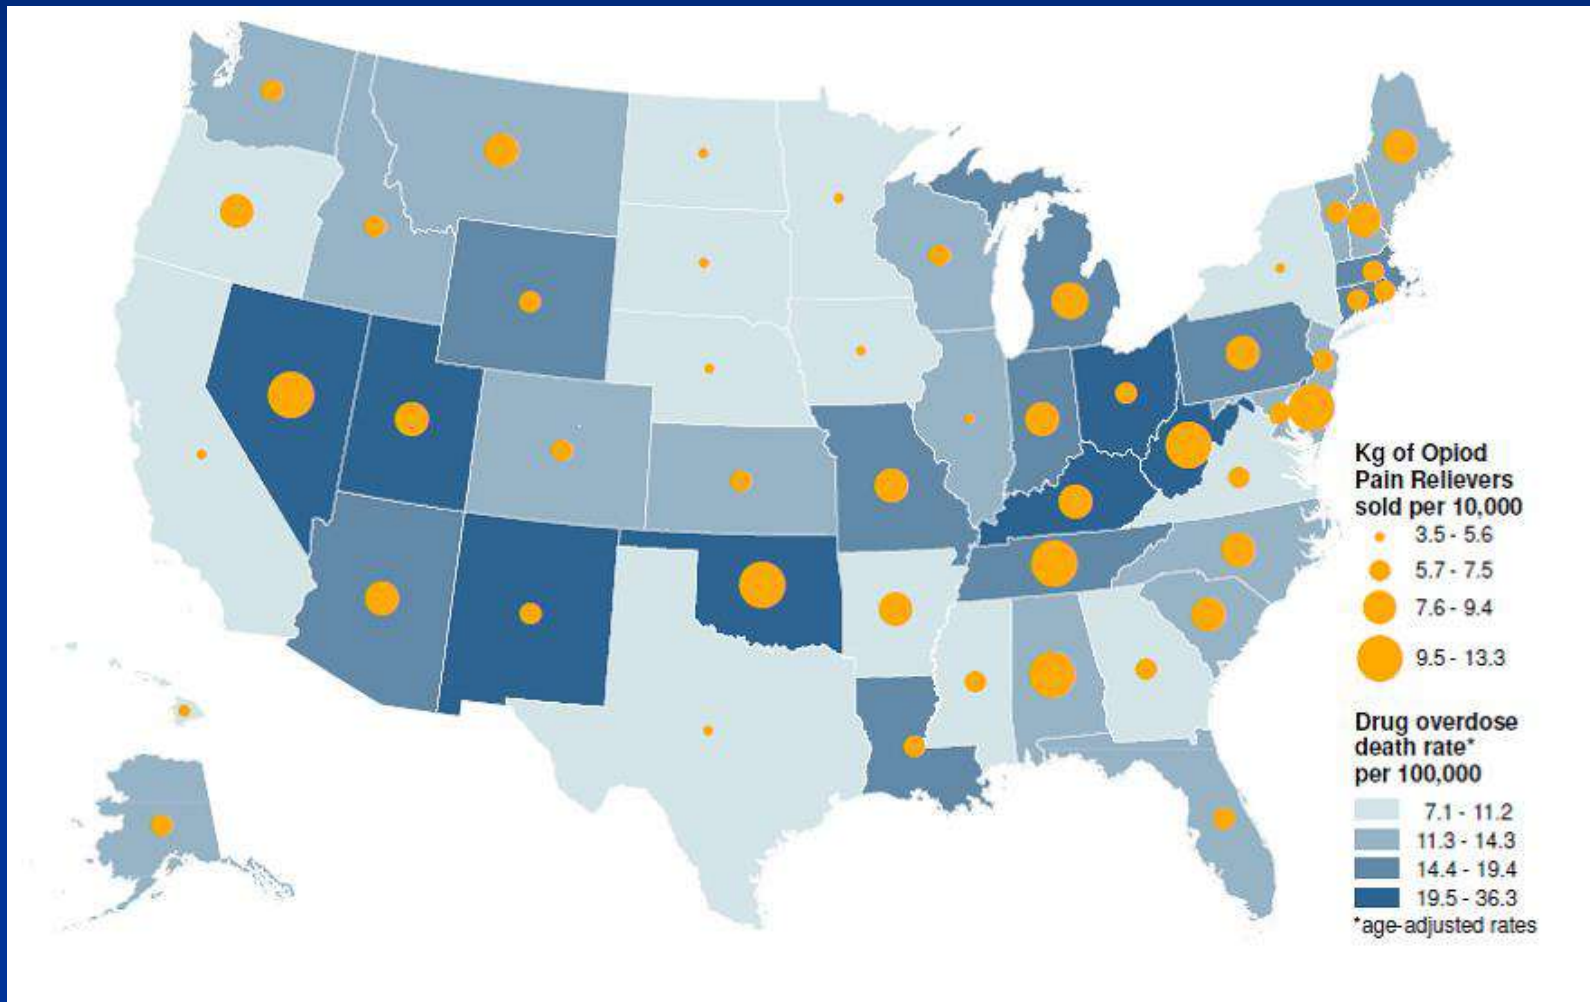 Kg of Opiod
Pain Relievers
sold per 10,000
3.5 - 5.6
5.7 - 7.5
7.6 - 9.4
9.5 - 13.3
Drug overdose
death rate*
per 100,000
7.1 - 11.2
11.3 - 14.3
14.4 - 19.4
19.5 - 36.3
*age-adjusted rates